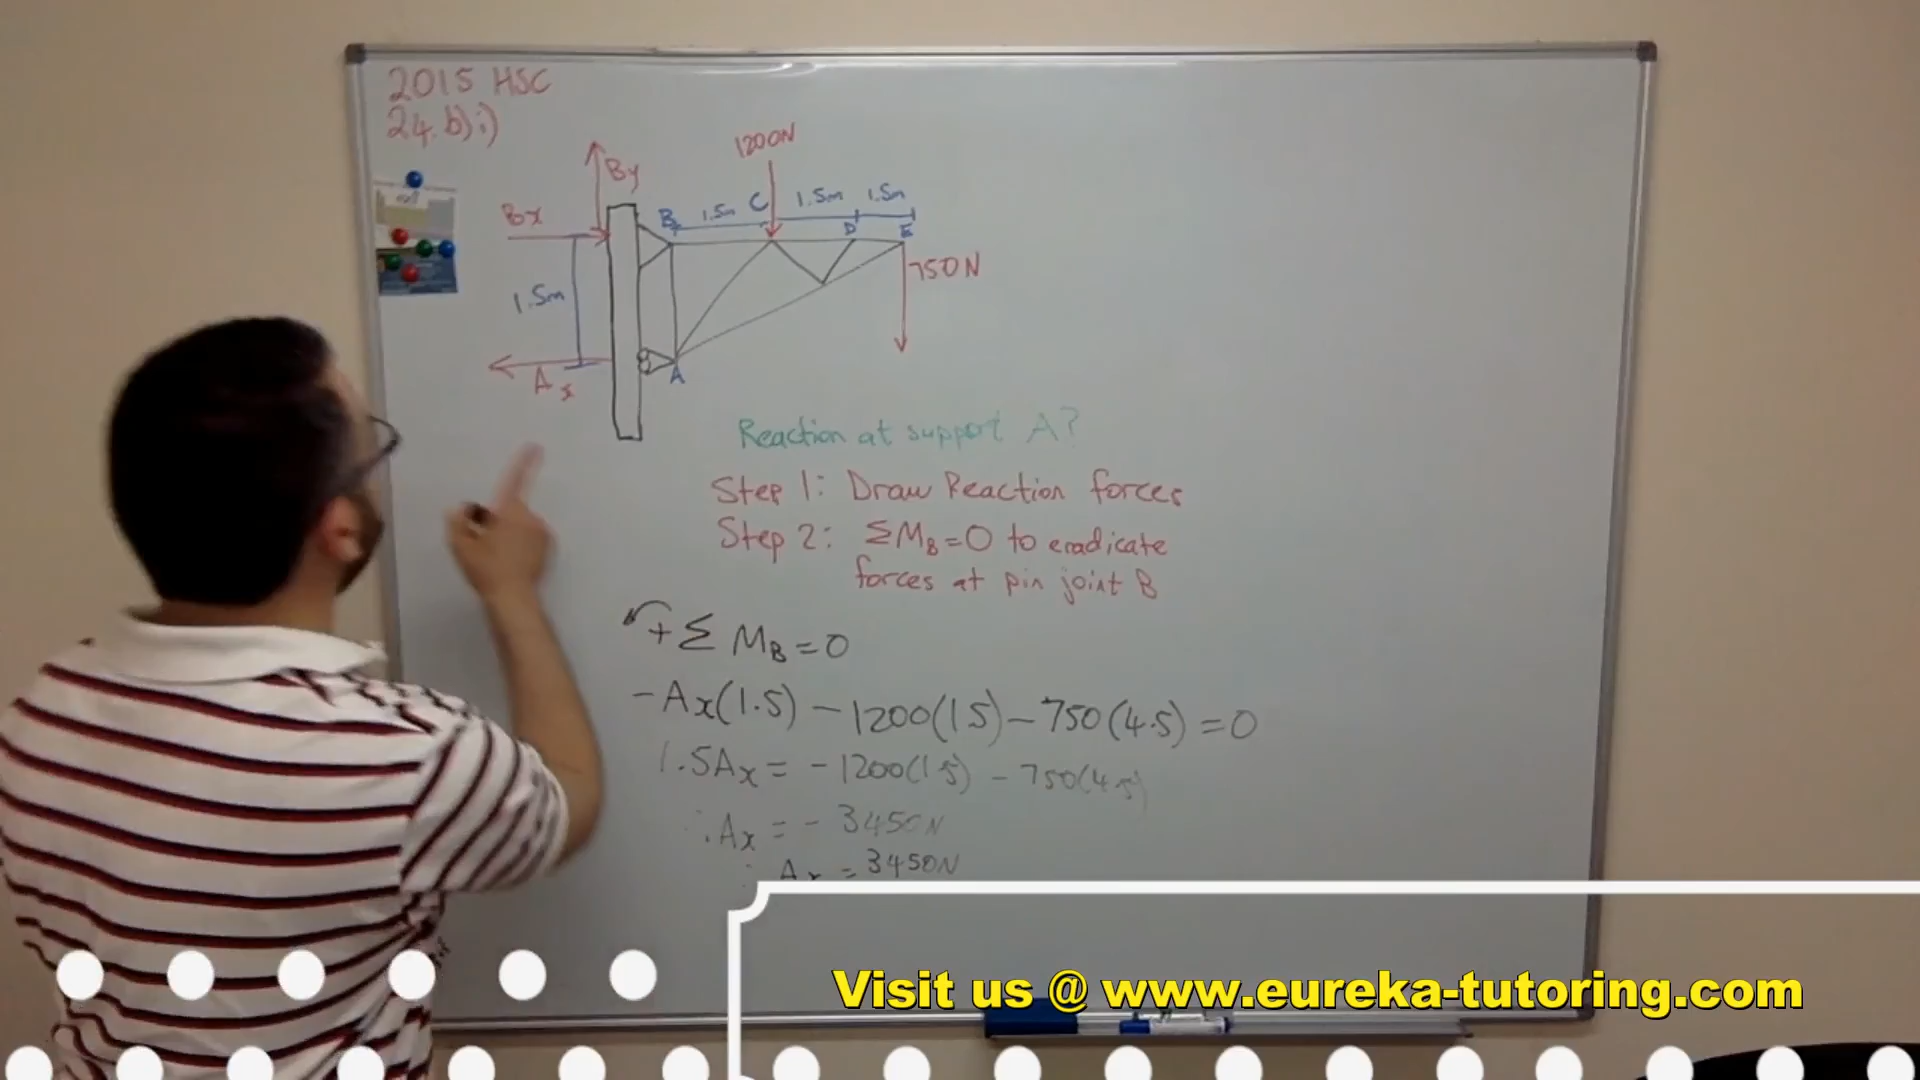 2015 HSC
24.b)i)
1200N
By
Bx
B
1.5m
C
1.5m
1.5m
D
E
750N
1.5m
Ax
A
Reaction at support A?
Step 1: Draw Reaction forces
Step 2: ΣMB=0 to eradicate
forces at pin joint B
+Σ MB=0
-Ax(1.5) - 1200(1.5) - 750(4.5) = 0
1.5Ax = -1200(1.5) - 750(4.5)
∴Ax = - 3450N
∴ Ax = 3450N
Visit us @ www.eureka-tutoring.com